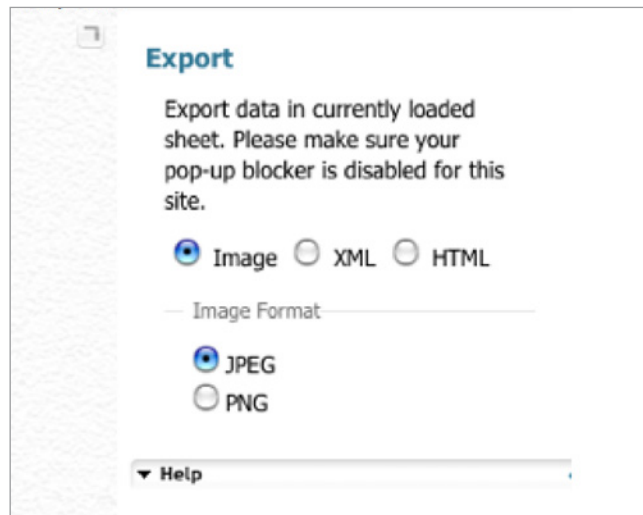 Export
Export data in currently loaded
sheet. Please make sure your
pop-up blocker is disabled for this
site.
Image XML HTML
Image Format
JPEG
PNG
Help